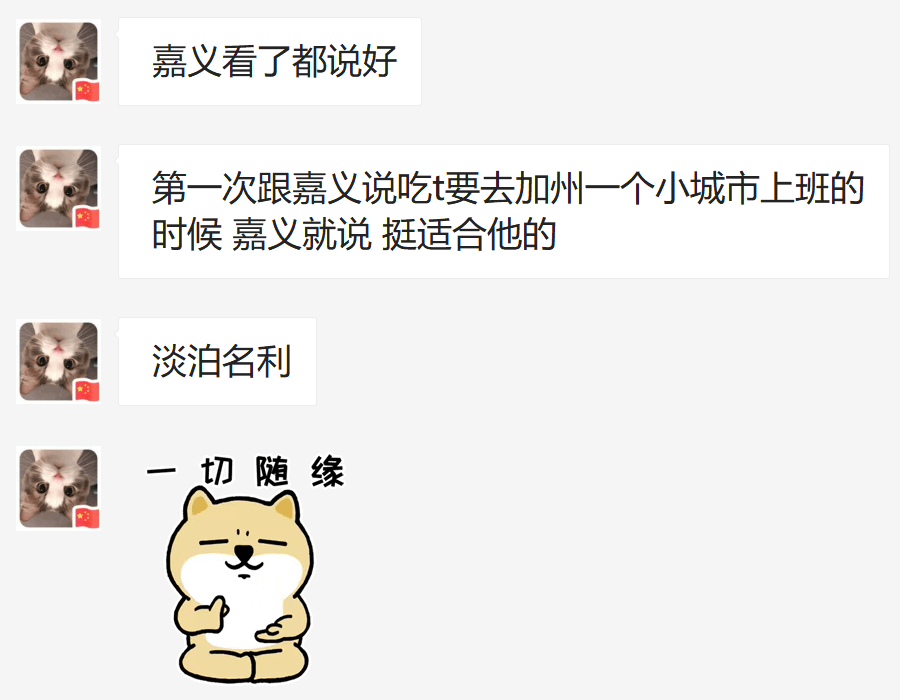 嘉义看了都说好
第一次跟嘉义说吃t要去加州一个小城市上班的
时候 嘉义就说 挺适合他的
淡泊名利
一切随缘